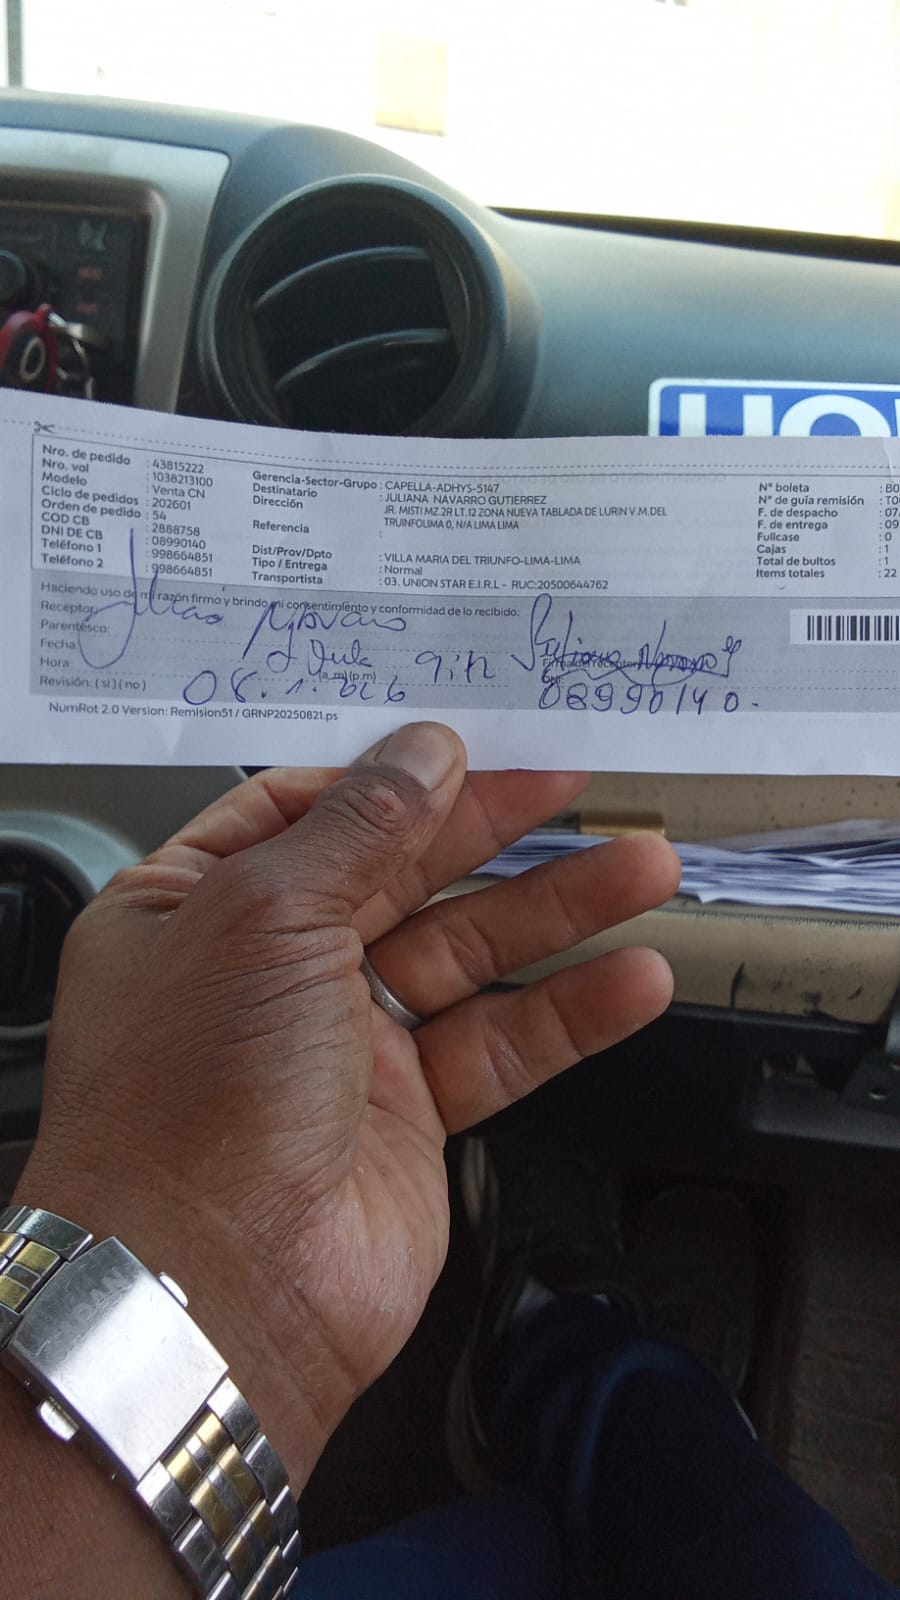 Nro. de pedido : 43815222
Nro. vol : 1038213100
Modelo : Venta CN
Ciclo de pedidos : 202601
Orden de pedido : 54
COD CB : 2888758
DNI DE CB : 08990140
Teléfono 1 : 998664851
Teléfono 2 : 998664851
Gerencia-Sector-Grupo : CAPELLA-ADHYS-5147
Destinatario : JULIANA NAVARRO GUTIERREZ
Dirección : JR. MISTI MZ.2R LT.12 ZONA NUEVA TABLADA DE LURIN V.M.DEL
TRUINFOLIMA 0, N/A LIMA LIMA
Referencia :
Dist/Prov/Dpto : VILLA MARIA DEL TRIUNFO-LIMA-LIMA
Tipo / Entrega : Normal
Transportista : 03. UNION STAR E.I.R.L - RUC:20500644762
N° boleta : B0
N° de guía remisión : T0
F. de despacho : 07
F. de entrega : 09
Fullcase : 0
Cajas : 1
Total de bultos : 1
Items totales : 22
Haciendo uso de mi razón firmo y brindo mi consentimiento y conformidad de lo recibido:
Receptor:
Parentesco:
Fecha:
Hora: (a.m) (p.m)
Revisión: ( si ) ( no ) 08.1.
08990140.
NumRot 2.0 Version: Remision51 / GRNP20250821.ps